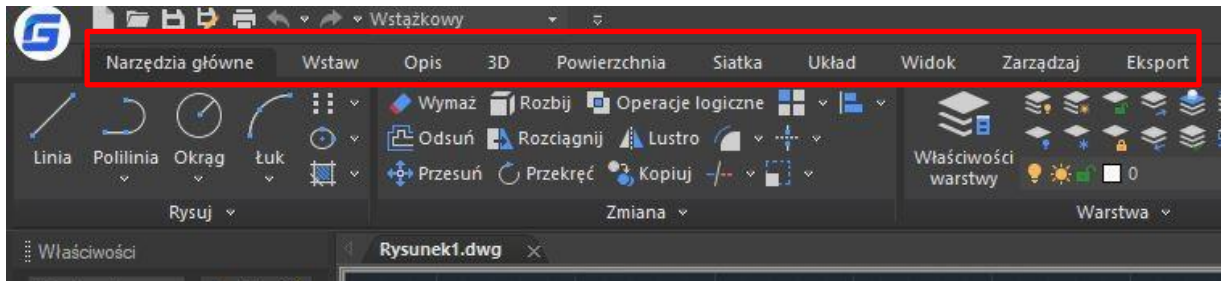 Wstążkowy
Narzędzia główne Wstaw Opis 3D Powierzchnia Siatka Układ Widok Zarządzaj Eksport
Wymaż Rozbij Operacje logiczne
Odsuń Rozciągnij Lustro
Linia Polilinia Okrąg Łuk
Właściwości
warstwy
Przesuń Przekręć Kopiuj
0
Rysuj Zmiana Warstwa
Właściwości Rysunek1.dwg